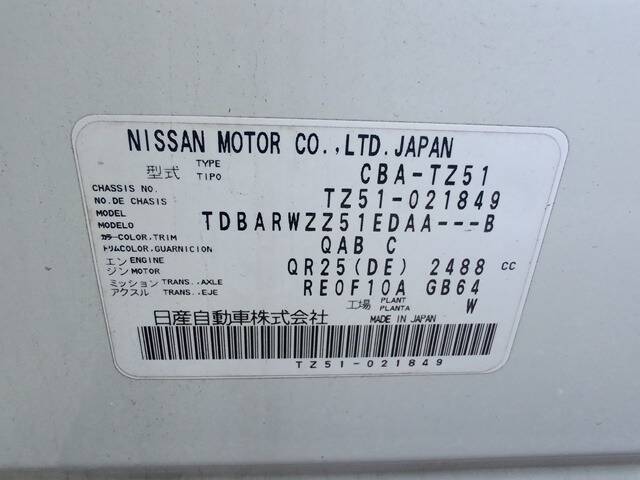 NISSAN MOTOR CO.,LTD.JAPAN
型式 TYPE TIPO CBA-TZ51
CHASSIS NO. NO.DE CHASIS TZ51-021849
MODEL MODELO TDBARWZZ51EDAA---B
カラーCOLOR,TRIM トリムCOLOR,GUARNICION QAB C
エンジン ENGINE MOTOR QR25(DE) 2488 CC
ミッション TRANS.,AXLE アクスル TRANS.,EJE RE0F10A GB64
工場 PLANT PLANTA W
日産自動車株式会社 MADE IN JAPAN
TZ51-021849